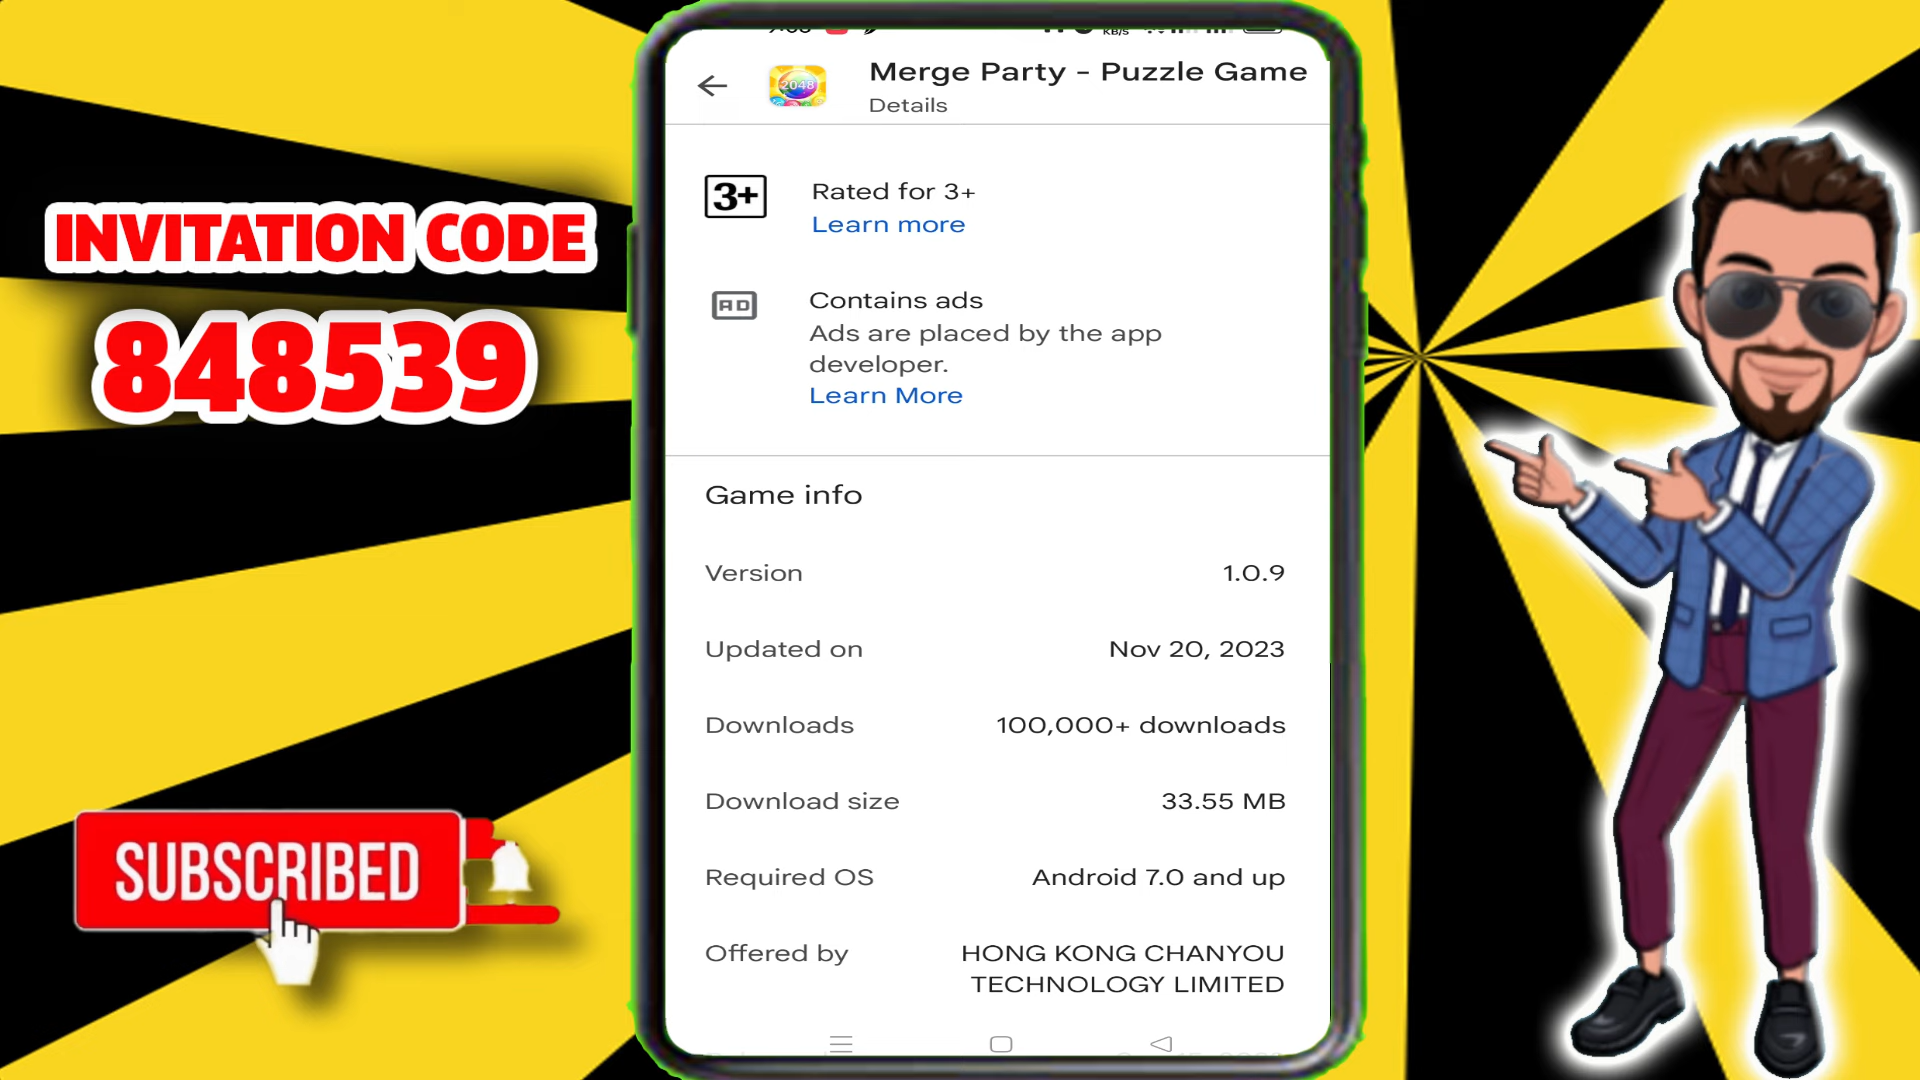 INVITATION CODE
848539
SUBSCRIBED
KB/s
2048
Merge Party - Puzzle Game
Details
3+
Rated for 3+
Learn more
AD
Contains ads
Ads are placed by the app
developer.
Learn More
Game info
Version 1.0.9
Updated on Nov 20, 2023
Downloads 100,000+ downloads
Download size 33.55 MB
Required OS Android 7.0 and up
Offered by HONG KONG CHANYOU
TECHNOLOGY LIMITED